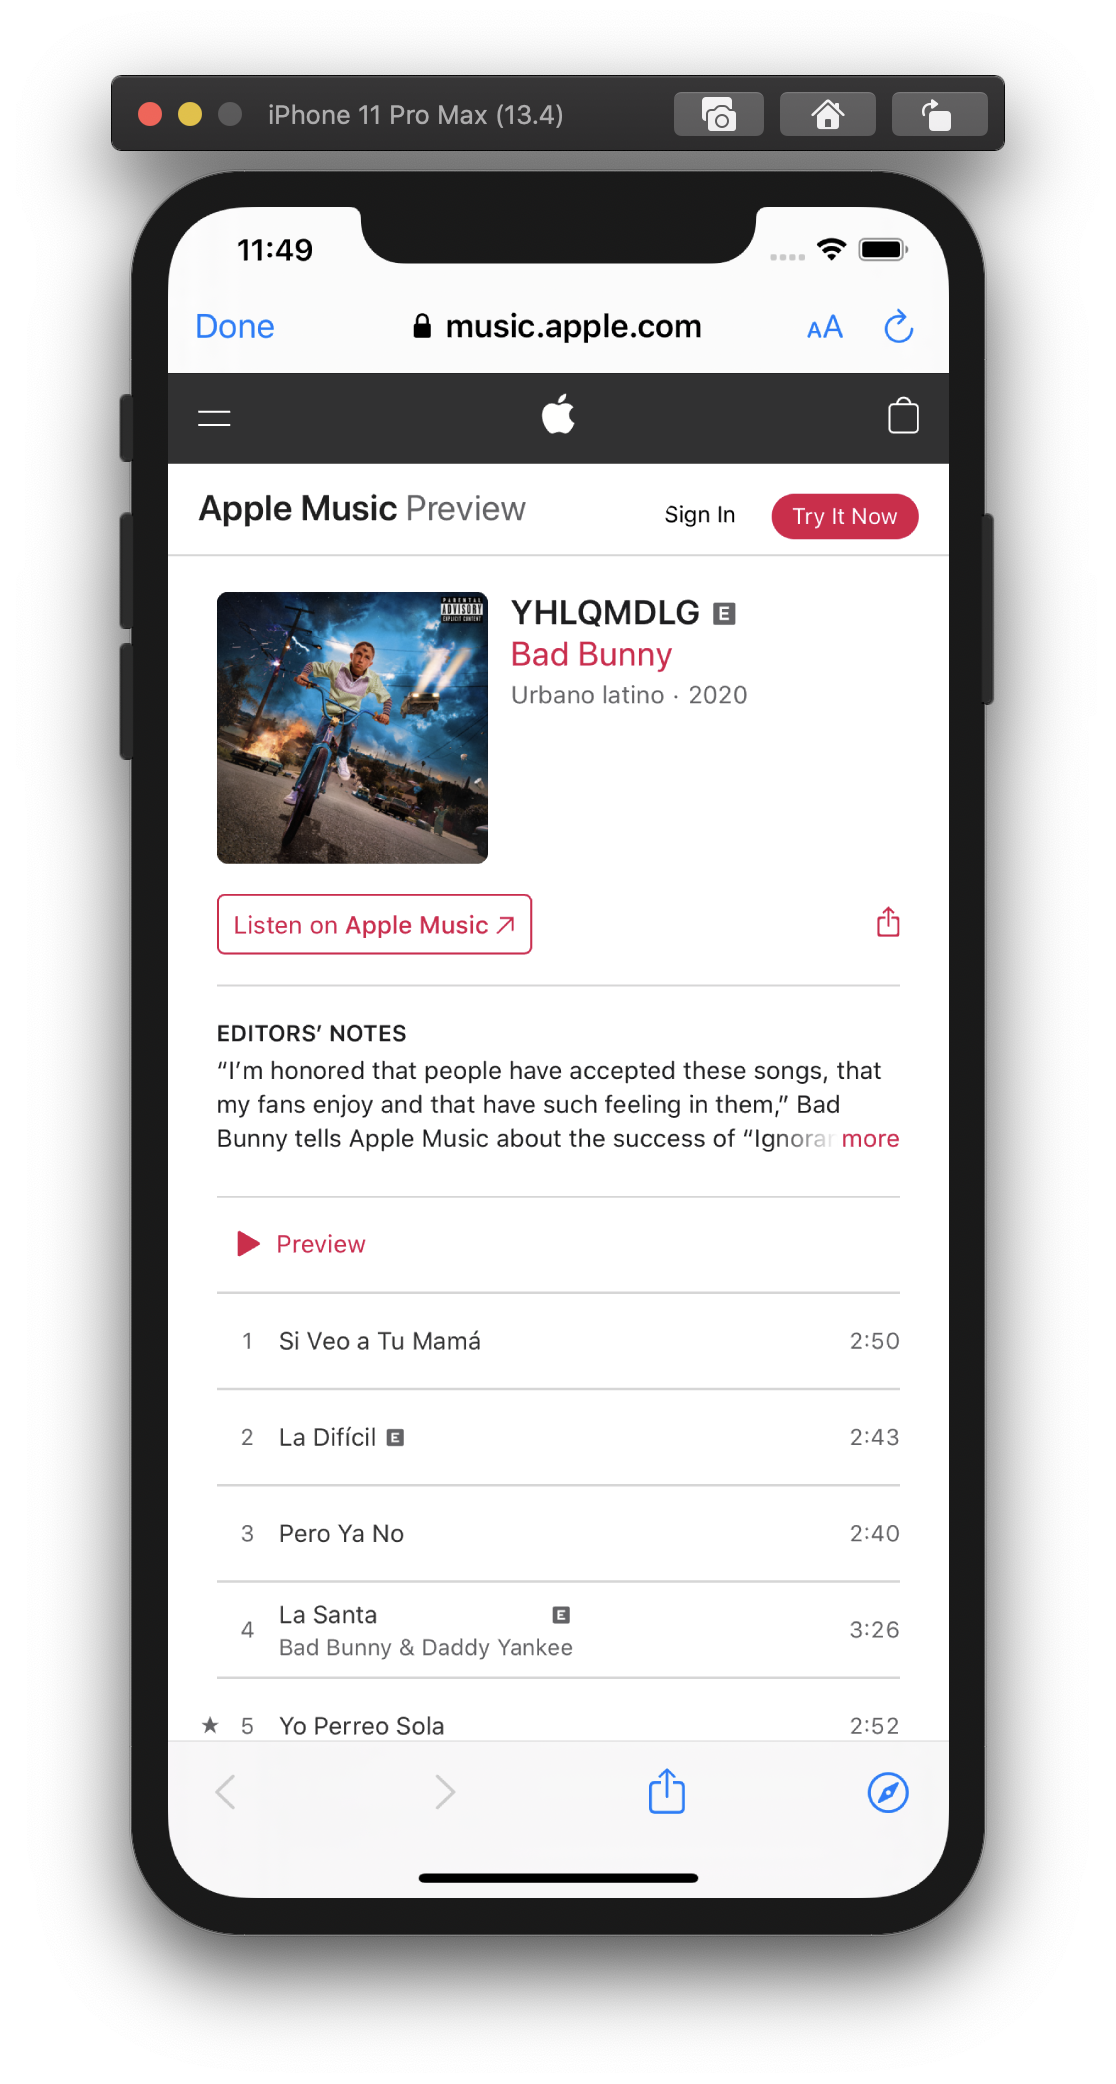 iPhone 11 Pro Max (13.4)
11:49
Done
music.apple.com
AA
Apple Music Preview
Sign In
Try It Now
PARENTAL
ADVISORY
EXPLICIT CONTENT
YHLQMDLG E
Bad Bunny
Urbano latino · 2020
Listen on Apple Music
EDITORS’ NOTES
“I’m honored that people have accepted these songs, that
my fans enjoy and that have such feeling in them,” Bad
Bunny tells Apple Music about the success of “Ignorar more
Preview
1 Si Veo a Tu Mamá 2:50
2 La Difícil E 2:43
3 Pero Ya No 2:40
4 La Santa E 3:26
Bad Bunny & Daddy Yankee
★ 5 Yo Perreo Sola 2:52